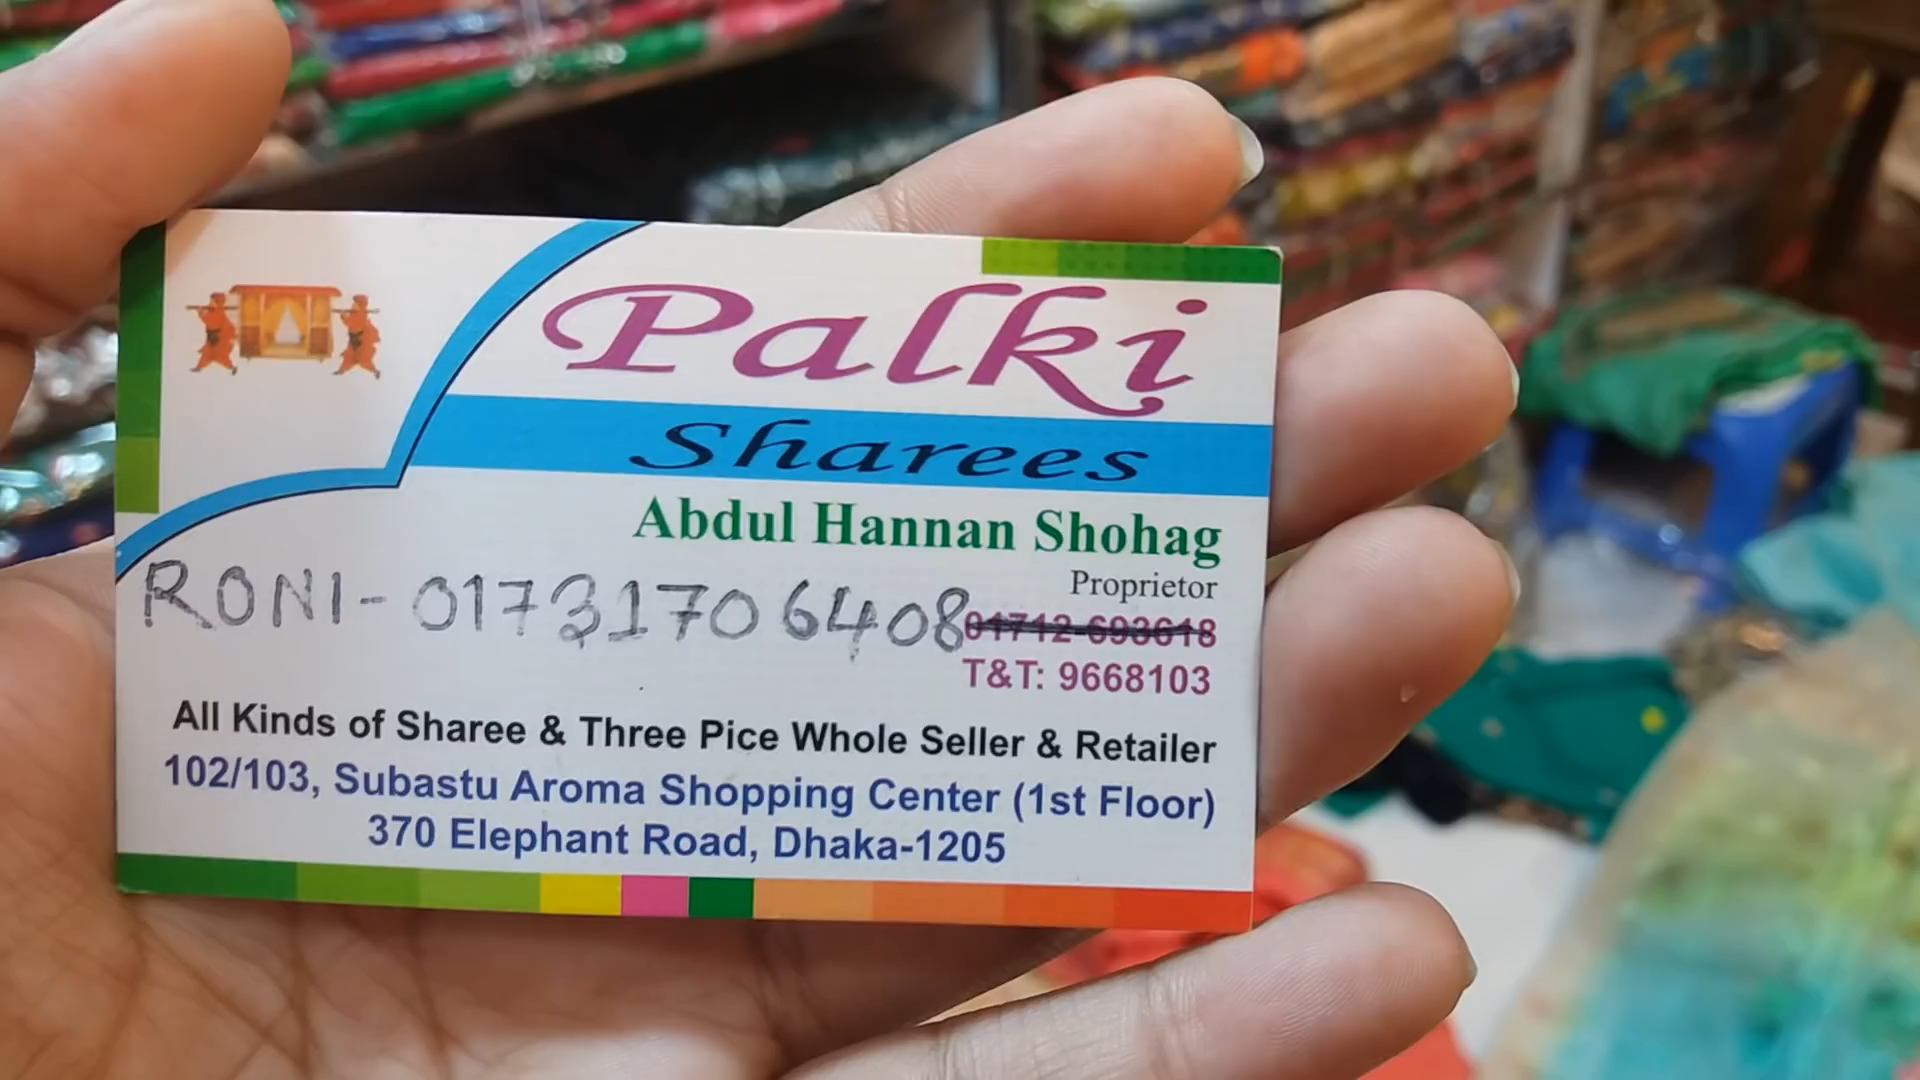 Palki
Sharees
Abdul Hannan Shohag
Proprietor
RONI-01731706408
01712-693618
T&T: 9668103
All Kinds of Sharee & Three Pice Whole Seller & Retailer
102/103, Subastu Aroma Shopping Center (1st Floor)
370 Elephant Road, Dhaka-1205